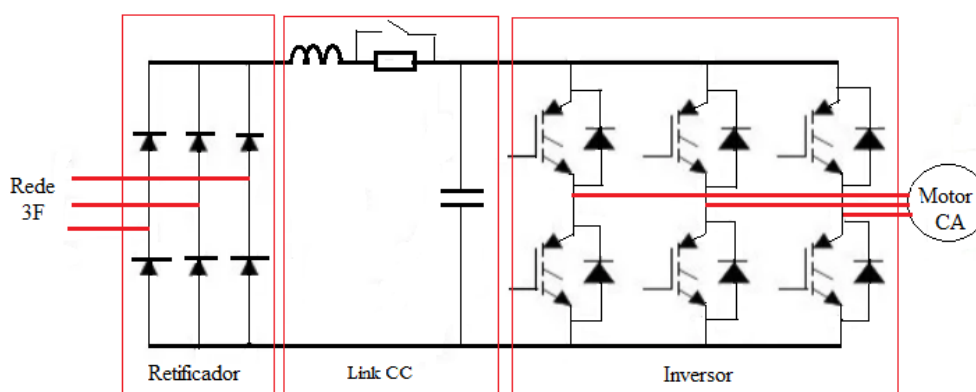 Rede
3F
Motor
CA
Retificador
Link CC
Inversor